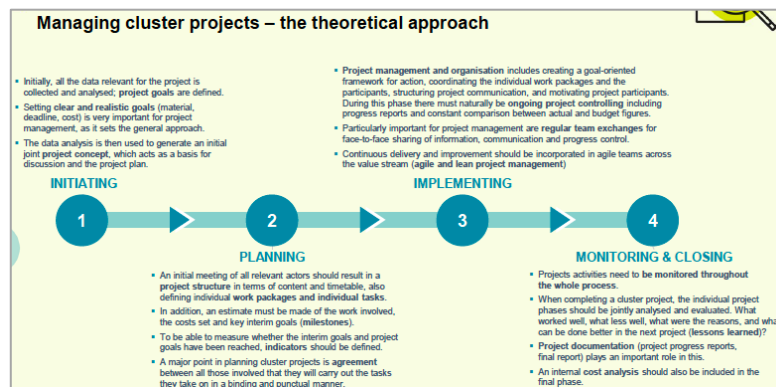 Managing cluster projects – the theoretical approach
▪ Initially, all the data relevant for the project is
collected and analysed; project goals are defined.
▪ Setting clear and realistic goals (material,
deadline, cost) is very important for project
management, as it sets the general approach.
▪ The data analysis is then used to generate an initial
joint project concept, which acts as a basis for
discussion and the project plan.
▪ Project management and organisation includes creating a goal-oriented
framework for action, coordinating the individual work packages and the
participants, structuring project communication, and motivating project participants.
During this phase there must naturally be ongoing project controlling including
progress reports and constant comparison between actual and budget figures.
▪ Particularly important for project management are regular team exchanges for
face-to-face sharing of information, communication and progress control.
▪ Continuous delivery and improvement should be incorporated in agile teams across
the value stream (agile and lean project management)
INITIATING
IMPLEMENTING
1
2
3
4
PLANNING
▪ An initial meeting of all relevant actors should result in a
project structure in terms of content and timetable, also
defining individual work packages and individual tasks.
▪ In addition, an estimate must be made of the work involved,
the costs set and key interim goals (milestones).
▪ To be able to measure whether the interim goals and project
goals have been reached, indicators should be defined.
▪ A major point in planning cluster projects is agreement
between all those involved that they will carry out the tasks
they take on in a binding and punctual manner.
MONITORING & CLOSING
▪ Projects activities need to be monitored throughout
the whole process.
▪ When completing a cluster project, the individual project
phases should be jointly analysed and evaluated. What
worked well, what less well, what were the reasons, and what
can be done better in the next project (lessons learned)?
▪ Project documentation (project progress reports,
final report) plays an important role in this.
▪ An internal cost analysis should also be included in the
final phase.